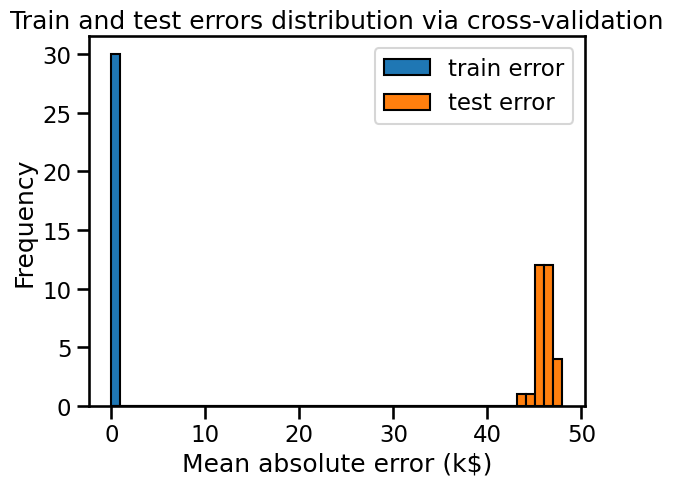 Train and test errors distribution via cross-validation
train error
test error
30
25
20
15
10
5
0
Frequency
0 10 20 30 40 50
Mean absolute error (k$)